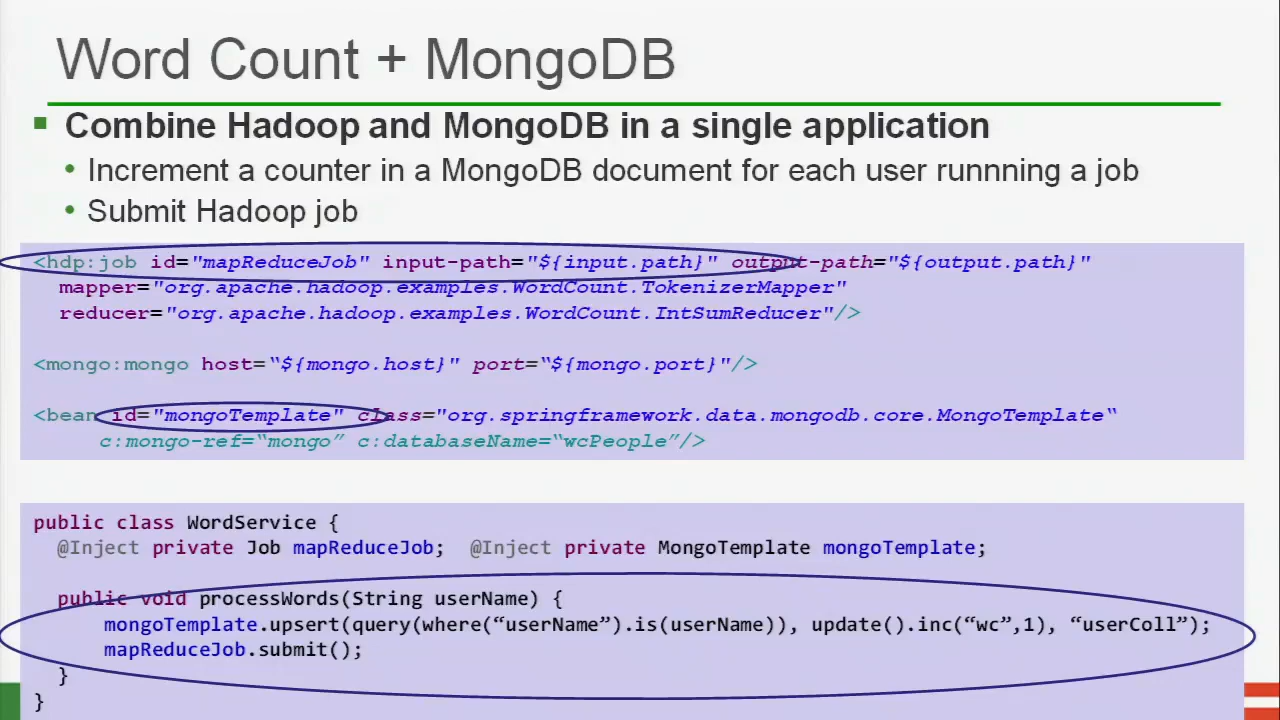 Word Count + MongoDB
Combine Hadoop and MongoDB in a single application
Increment a counter in a MongoDB document for each user runnning a job
Submit Hadoop job
<hdp:job id="mapReduceJob" input-path="${input.path}" output-path="${output.path}"
mapper="org.apache.hadoop.examples.WordCount.TokenizerMapper"
reducer="org.apache.hadoop.examples.WordCount.IntSumReducer"/>
<mongo:mongo host=“${mongo.host}" port=“${mongo.port}"/>
<bean id="mongoTemplate" class="org.springframework.data.mongodb.core.MongoTemplate“
c:mongo-ref=“mongo” c:databaseName=“wcPeople”/>
public class WordService {
@Inject private Job mapReduceJob; @Inject private MongoTemplate mongoTemplate;
public void processWords(String userName) {
mongoTemplate.upsert(query(where(“userName”).is(userName)), update().inc(“wc”,1), “userColl”);
mapReduceJob.submit();
}
}